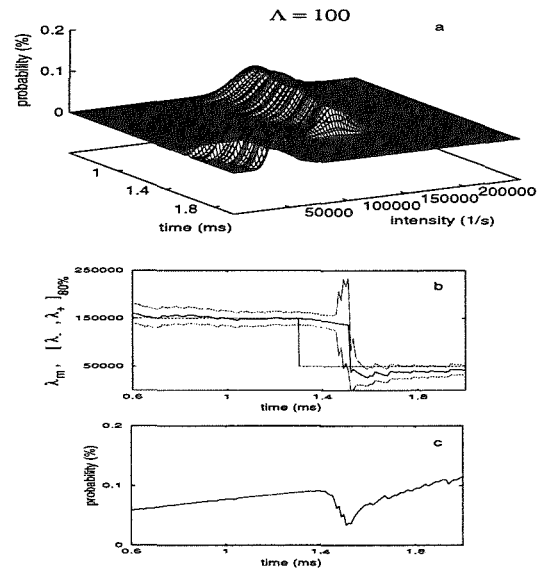 Λ = 100
a
probability (%)
0.2
0.1
0
1
1.4
1.8
time (ms)
50000
100000
150000
200000
intensity (1/s)
b
λm, [λ-, λ+]80%
250000
150000
50000
0.6
1
1.4
1.8
time (ms)
c
probability (%)
0.2
0.1
0
0.6
1
1.4
1.8
time (ms)